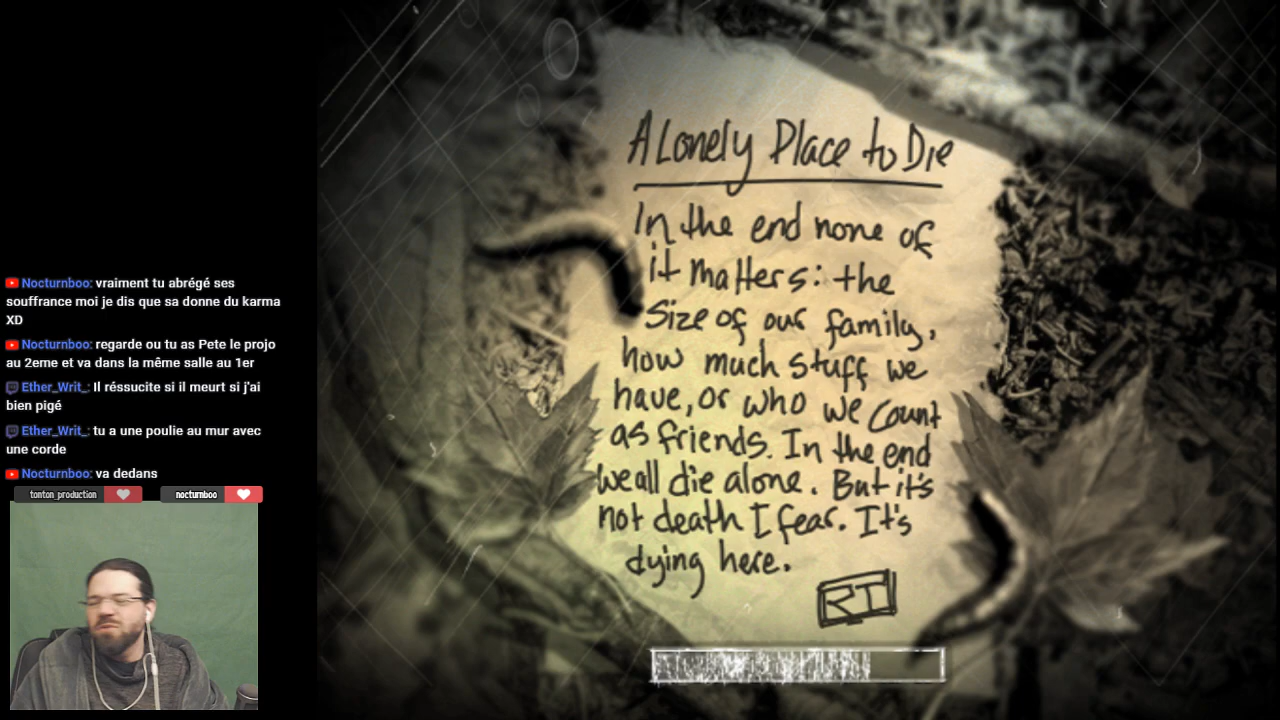 Nocturnboo: vraiment tu abrégé ses
souffrance moi je dis que sa donne du karma
XD
Nocturnboo: regarde ou tu as Pete le projo
au 2eme et va dans la même salle au 1er
Ether_Writ_: Il réssucite si il meurt si j'ai
bien pigé
Ether_Writ_: tu a une poulie au mur avec
une corde
Nocturnboo: va dedans
tonton_production
nocturnboo
A Lonely Place to Die
In the end none of
it matters: the
Size of our family,
how much stuff we
have, or who we count
as friends. In the end
we all die alone. But it's
not death I fear. It's
dying here.
RT